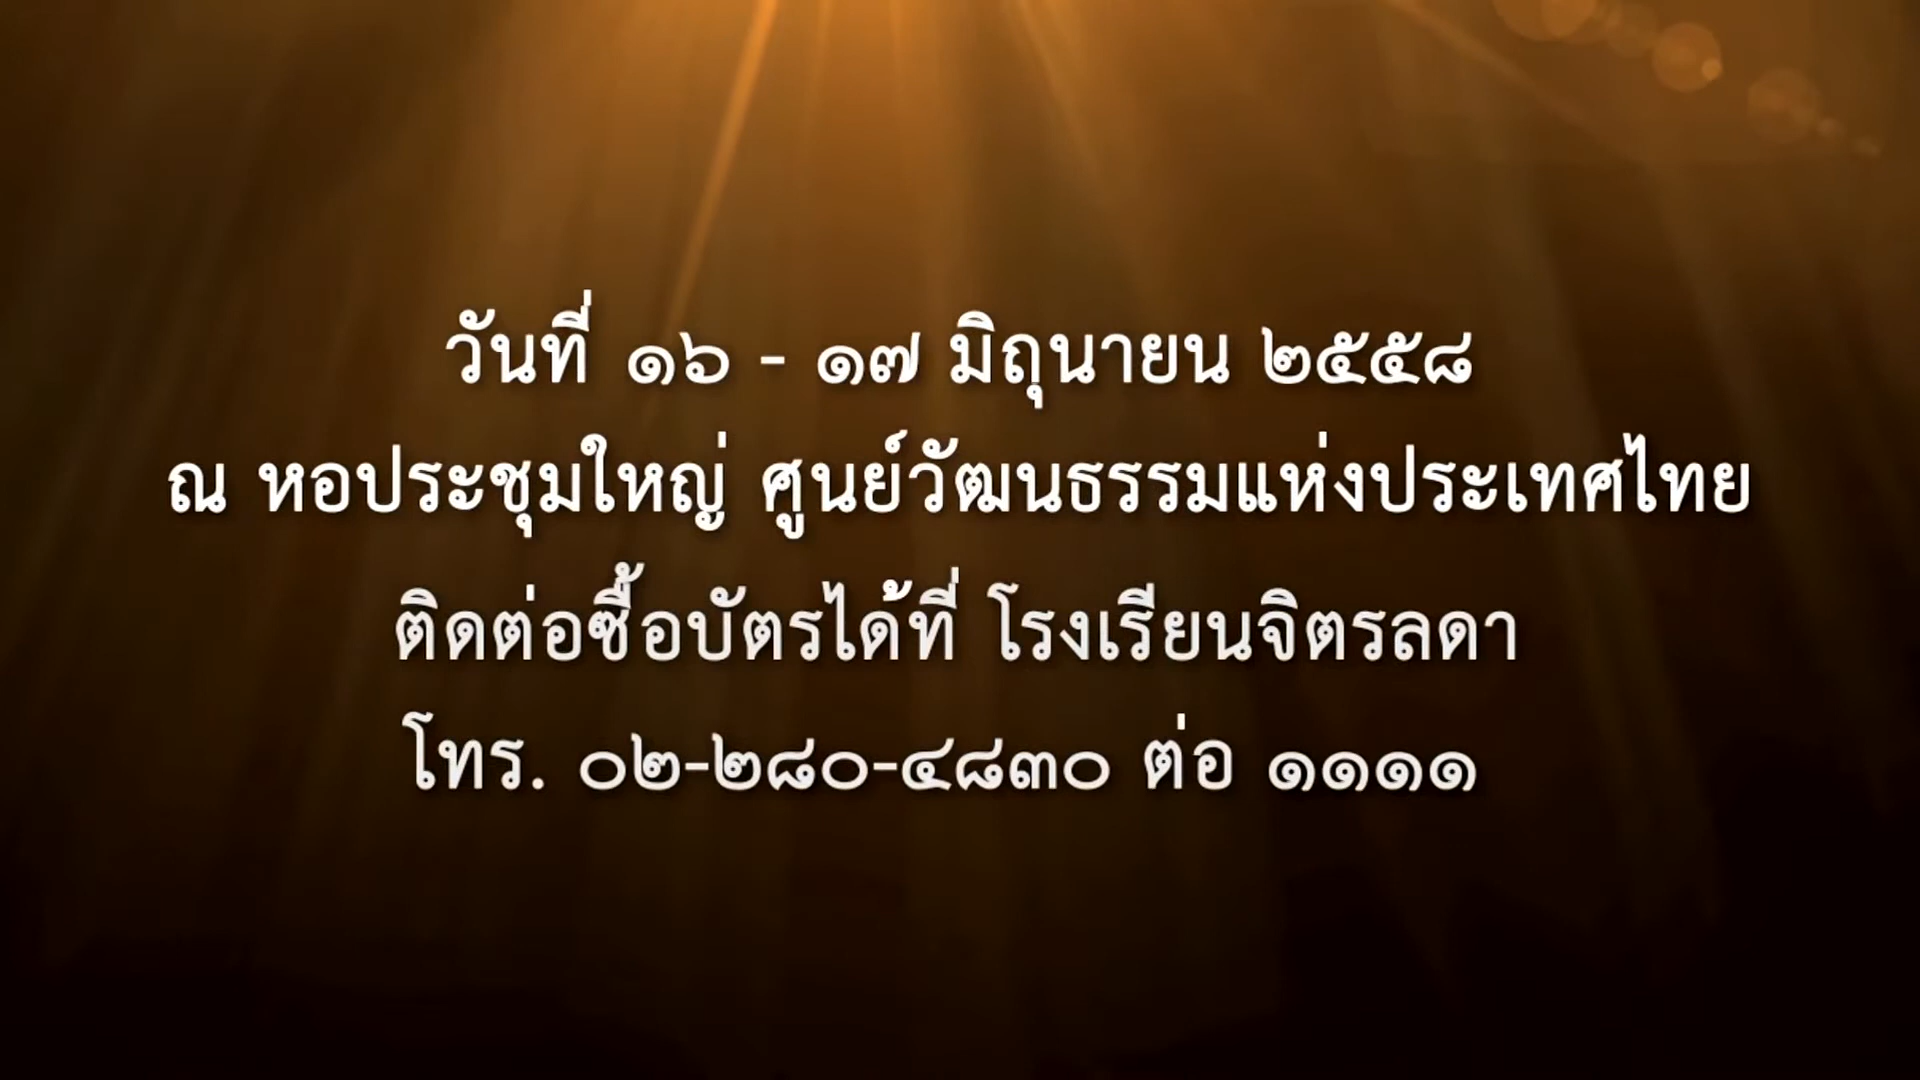 วันที่ ๑๖ - ๑๗ มิถุนายน ๒๕๕๘
ณ หอประชุมใหญ่ ศูนย์วัฒนธรรมแห่งประเทศไทย
ติดต่อซื้อบัตรได้ที่ โรงเรียนจิตรลดา
โทร. ๐๒-๒๘๐-๔๘๓๐ ต่อ ๑๑๑๑